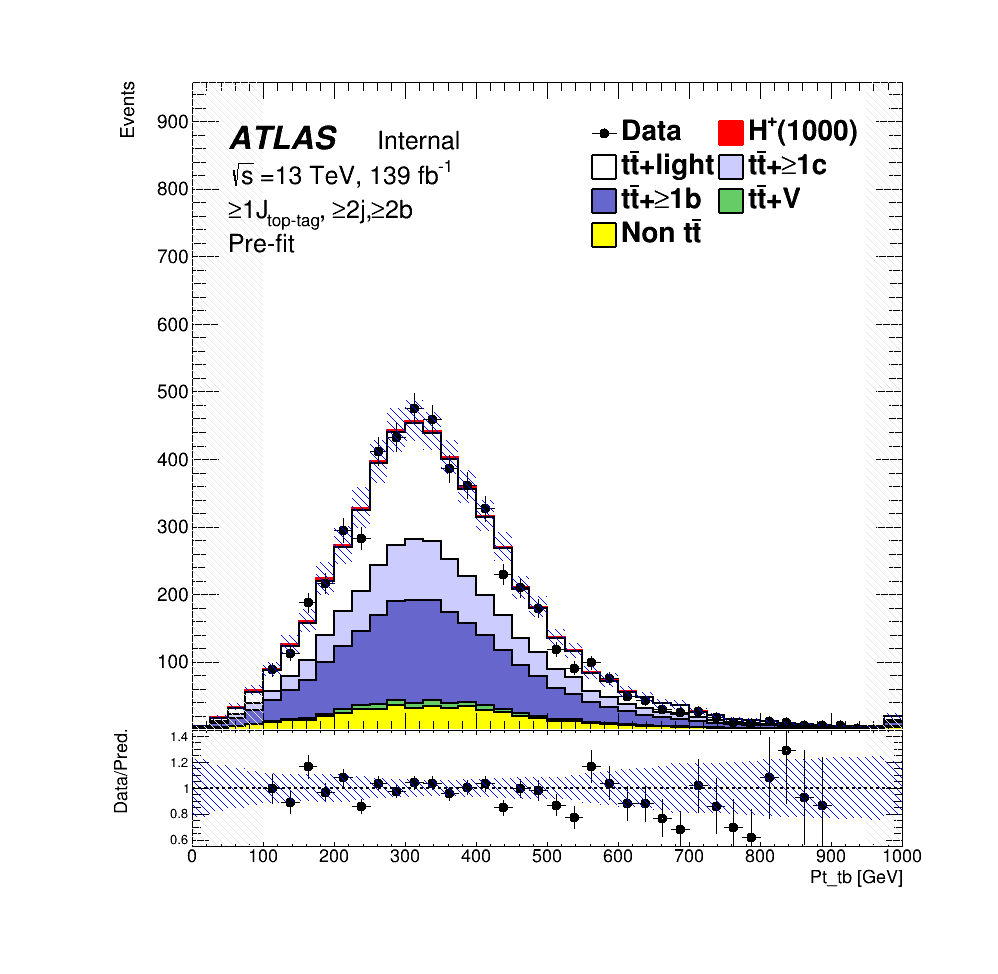 Events
900
800
700
600
500
400
300
200
100
ATLAS Internal
√s =13 TeV, 139 fb⁻¹
≥1J_top-tag, ≥2j,≥2b
Pre-fit
Data H⁺(1000)
tt̄+light tt̄+≥1c
tt̄+≥1b tt̄+V
Non tt̄
Data/Pred.
1.4
1.2
1
0.8
0.6
0 100 200 300 400 500 600 700 800 900 1000
Pt_tb [GeV]